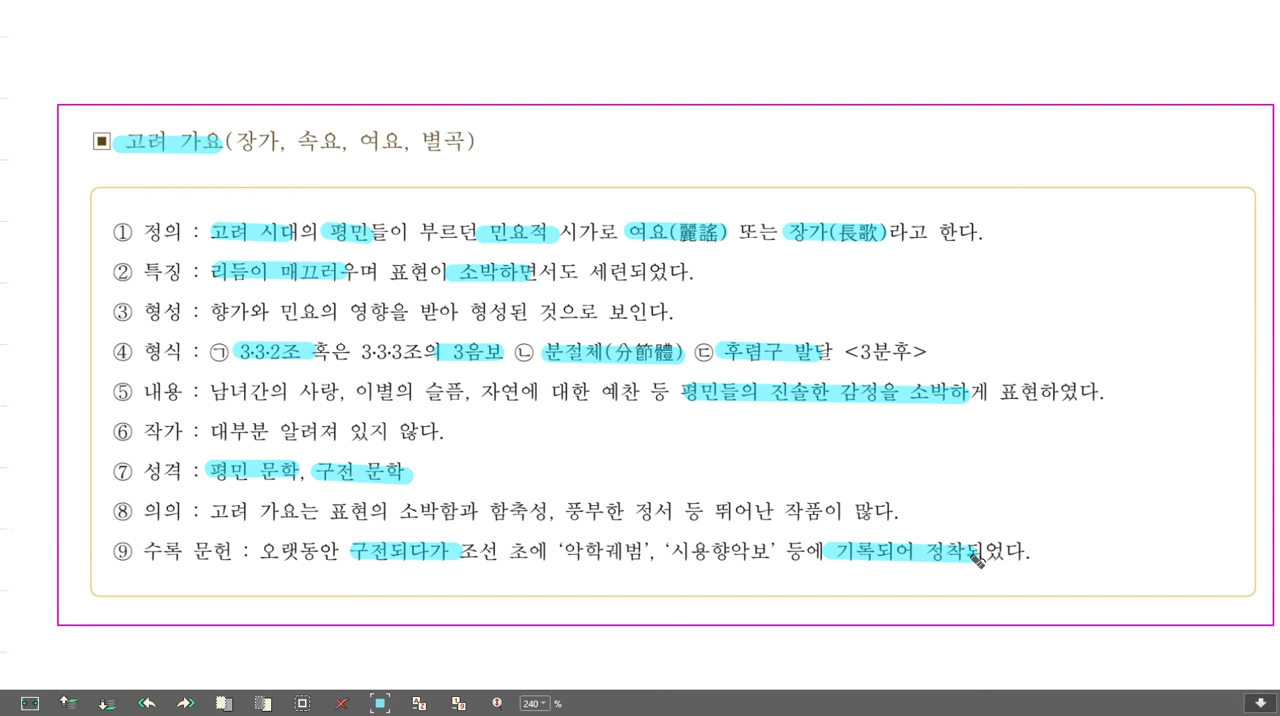 ▣ 고려 가요(장가, 속요, 여요, 별곡)
① 정의 : 고려 시대의 평민들이 부르던 민요적 시가로 여요(麗謠) 또는 장가(長歌)라고 한다.
② 특징 : 리듬이 매끄러우며 표현이 소박하면서도 세련되었다.
③ 형성 : 향가와 민요의 영향을 받아 형성된 것으로 보인다.
④ 형식 : ㉠ 3·3·2조 혹은 3·3·3조의 3음보 ㉡ 분절체(分節體) ㉢ 후렴구 발달 <3분후>
⑤ 내용 : 남녀간의 사랑, 이별의 슬픔, 자연에 대한 예찬 등 평민들의 진솔한 감정을 소박하게 표현하였다.
⑥ 작가 : 대부분 알려져 있지 않다.
⑦ 성격 : 평민 문학, 구전 문학
⑧ 의의 : 고려 가요는 표현의 소박함과 함축성, 풍부한 정서 등 뛰어난 작품이 많다.
⑨ 수록 문헌 : 오랫동안 구전되다가 조선 초에 ‘악학궤범’, ‘시용향악보’ 등에 기록되어 정착되었다.
240 %